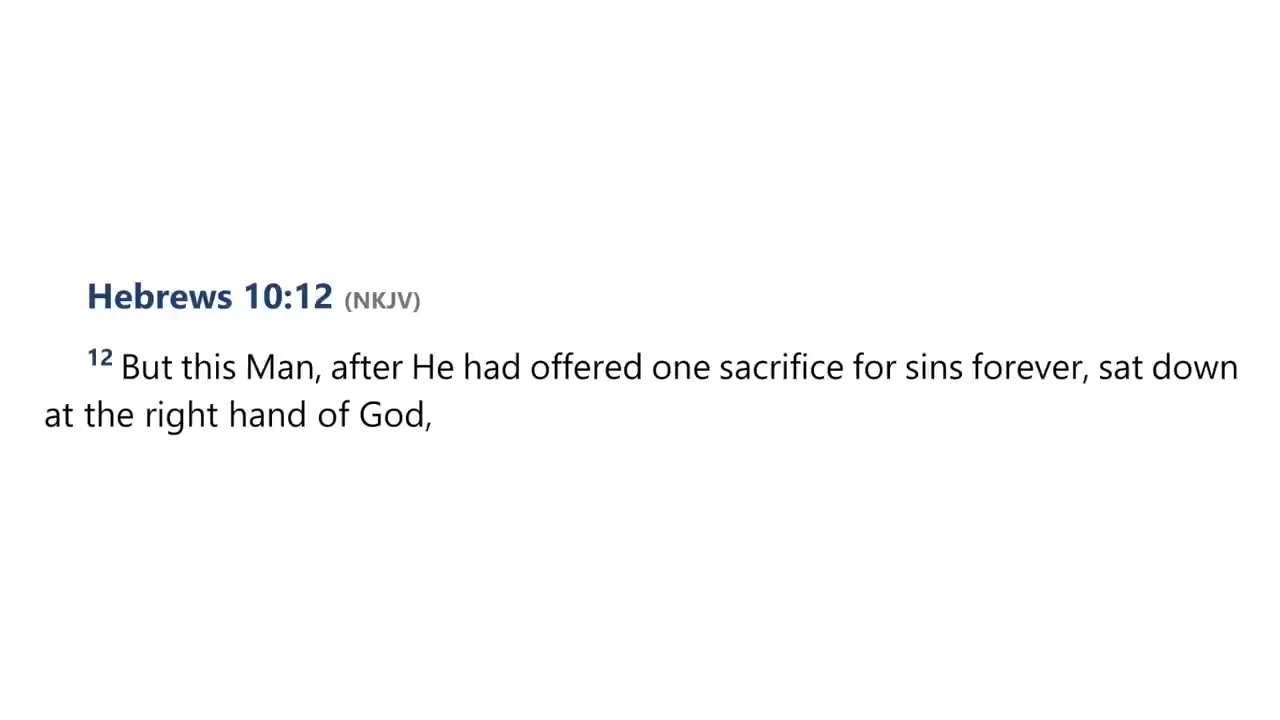 Hebrews 10:12 (NKJV)
12 But this Man, after He had offered one sacrifice for sins forever, sat down
at the right hand of God,